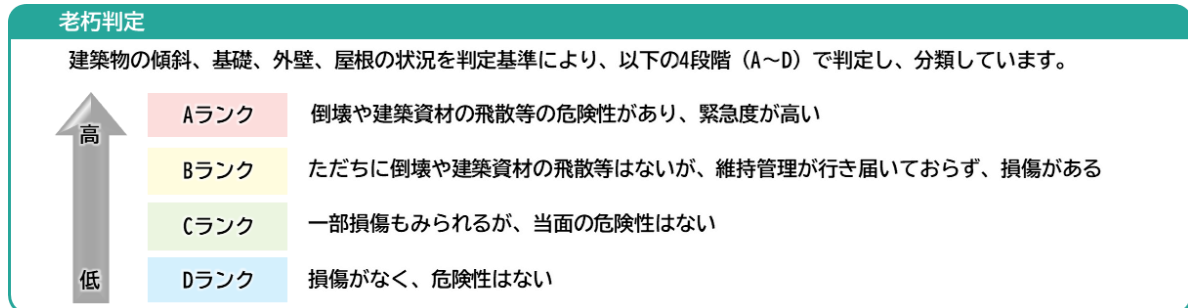 老朽判定
建築物の傾斜、基礎、外壁、屋根の状況を判定基準により、以下の4段階（A～D）で判定し、分類しています。
高
Aランク 倒壊や建築資材の飛散等の危険性があり、緊急度が高い
Bランク ただちに倒壊や建築資材の飛散等はないが、維持管理が行き届いておらず、損傷がある
Cランク 一部損傷もみられるが、当面の危険性はない
低
Dランク 損傷がなく、危険性はない